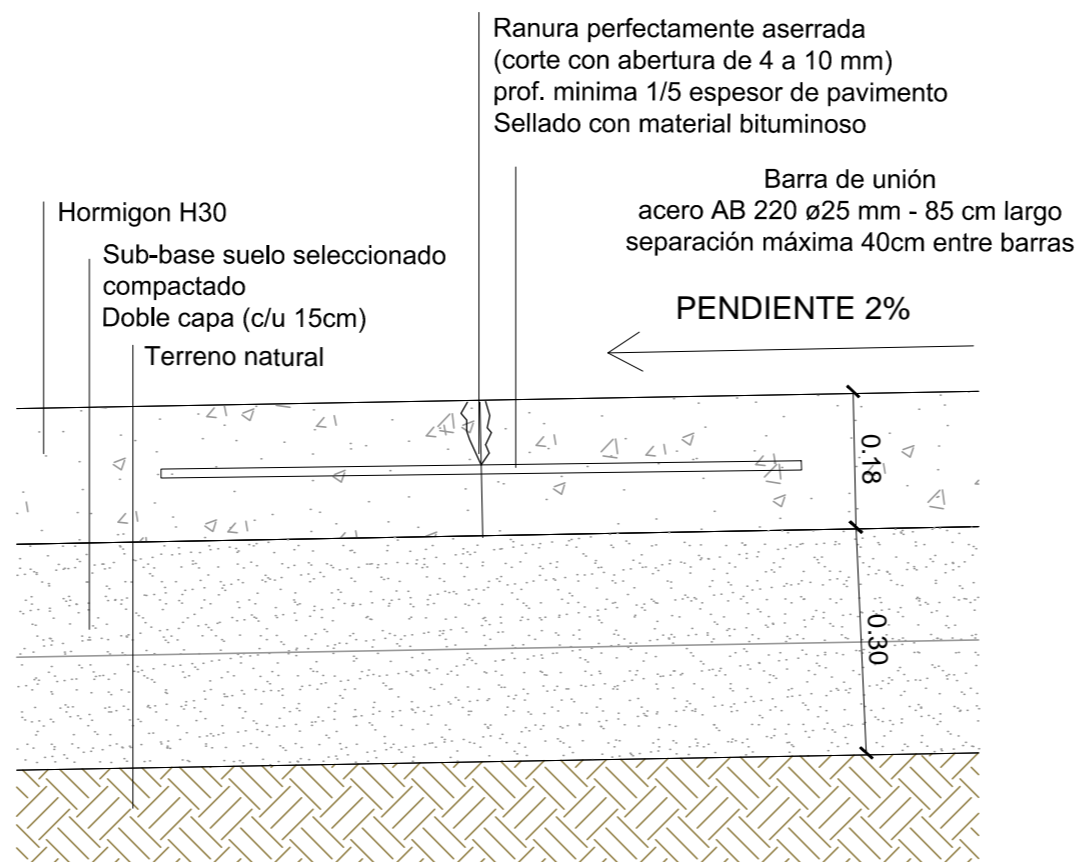 Ranura perfectamente aserrada
(corte con abertura de 4 a 10 mm)
prof. minima 1/5 espesor de pavimento
Sellado con material bituminoso
Barra de unión
acero AB 220 ø25 mm - 85 cm largo
separación máxima 40cm entre barras
Hormigon H30
Sub-base suelo seleccionado
compactado
Doble capa (c/u 15cm)
Terreno natural
PENDIENTE 2%
0.18
0.30